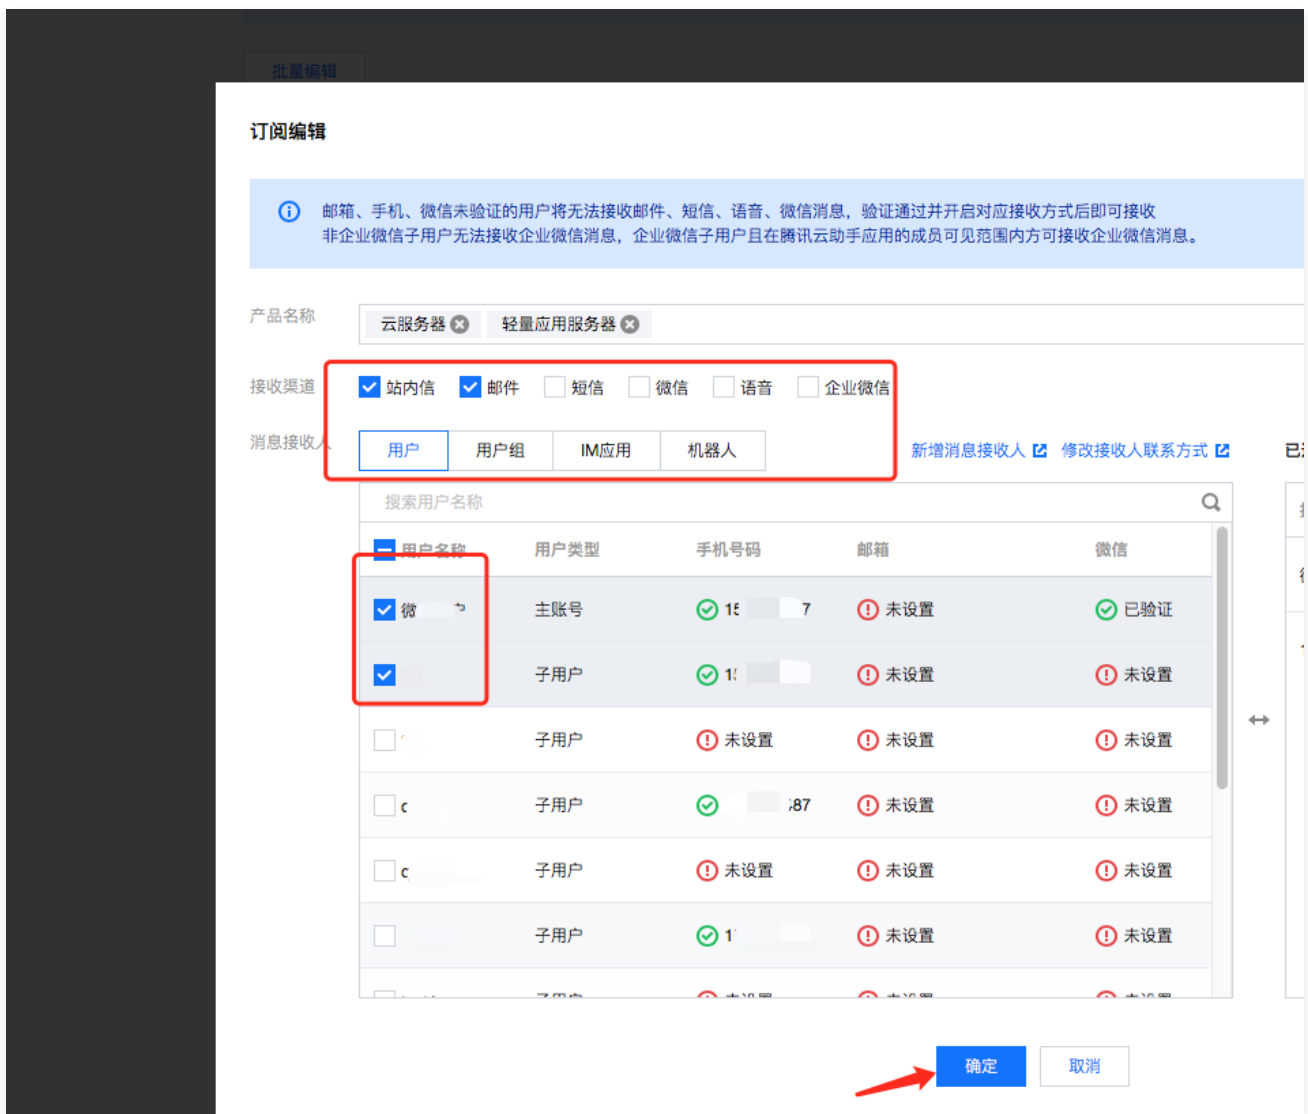 批量编辑
订阅编辑
邮箱、手机、微信未验证的用户将无法接收邮件、短信、语音、微信消息，验证通过并开启对应接收方式后即可接收
非企业微信子用户无法接收企业微信消息，企业微信子用户且在腾讯云助手应用的成员可见范围内方可接收企业微信消息。
产品名称 云服务器 轻量应用服务器
接收渠道 站内信 邮件 短信 微信 语音 企业微信
消息接收人 用户 用户组 IM应用 机器人 新增消息接收人 修改接收人联系方式
搜索用户名称
用户名称 用户类型 手机号码 邮箱 微信
微 主账号 15 7 未设置 已验证
子用户 1 未设置 未设置
子用户 未设置 未设置 未设置
子用户 87 未设置 未设置
子用户 未设置 未设置 未设置
子用户 1 未设置 未设置
确定 取消